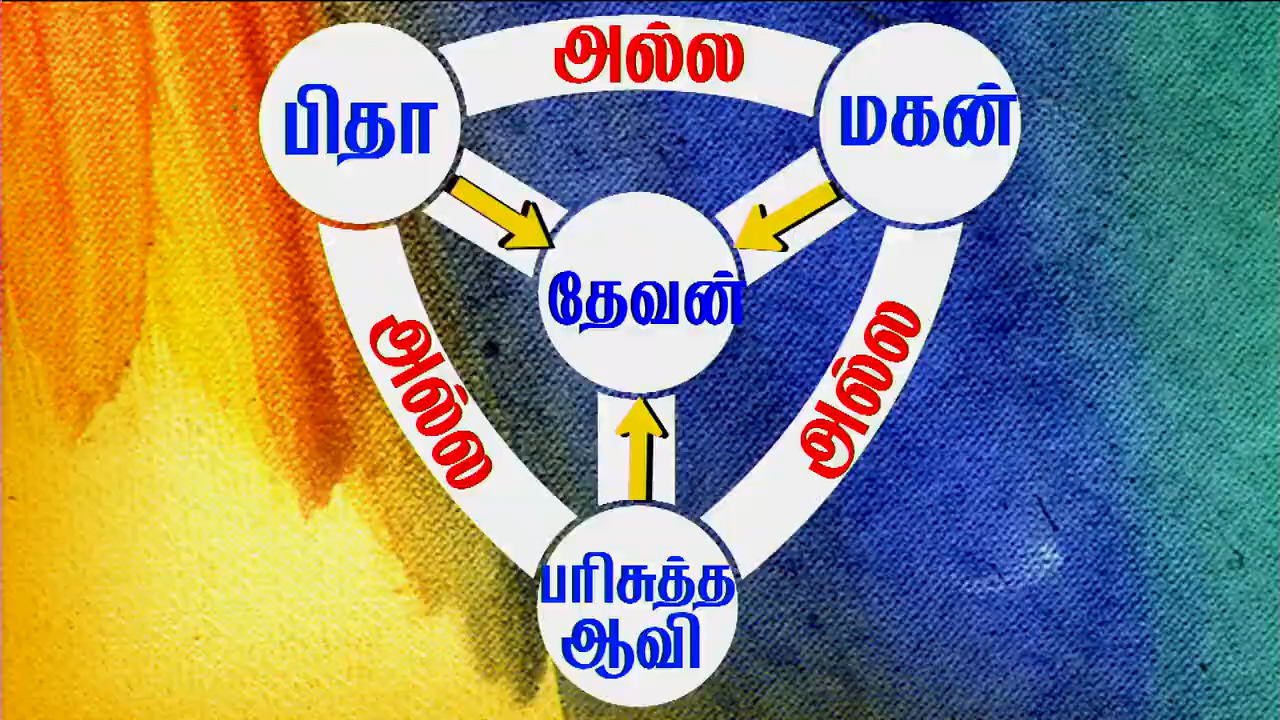 அல்ல
பிதா
மகன்
தேவன்
அல்ல
அல்ல
பரிசுத்த
ஆவி